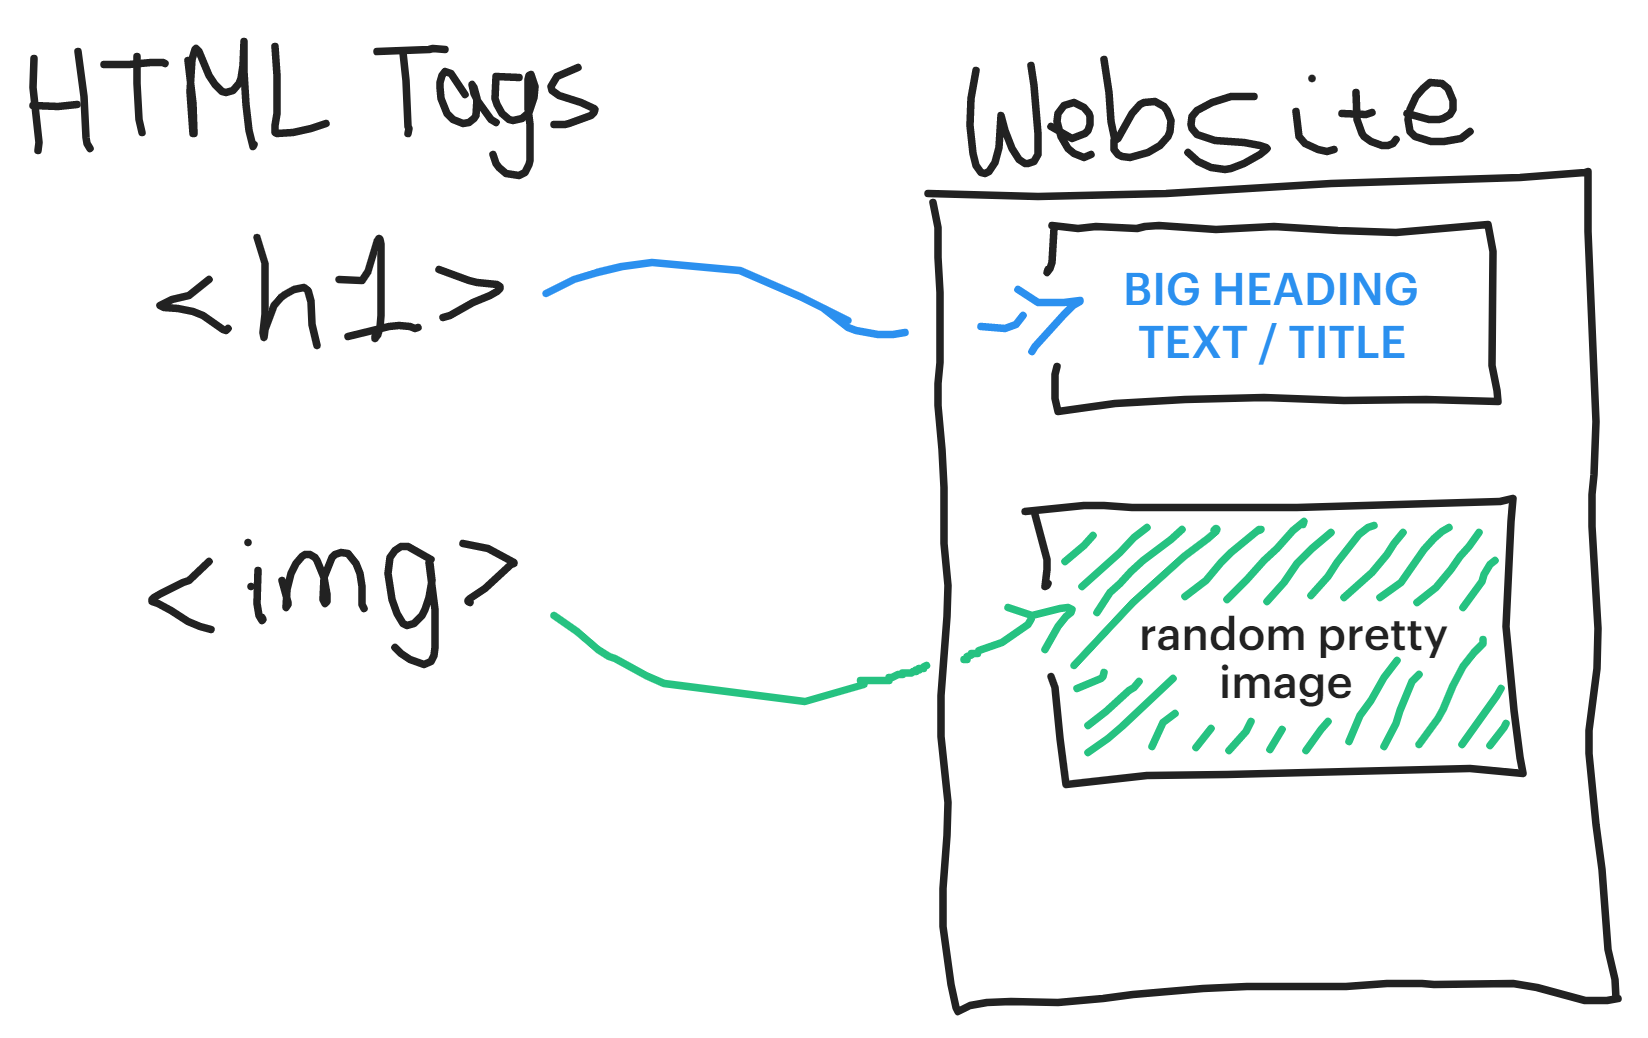 HTML Tags
Website
<h1>
BIG HEADING
TEXT / TITLE
<img>
random pretty
image